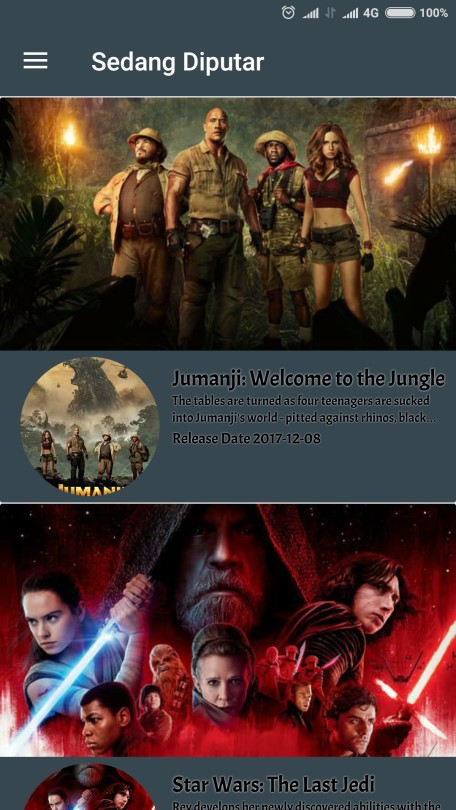 4G 100%
Sedang Diputar
Jumanji: Welcome to the Jungle
The tables are turned as four teenagers are sucked
into Jumanji's world - pitted against rhinos, black...
Release Date 2017-12-08
JUMANJI
Star Wars: The Last Jedi
Rey develops her newly discovered abilities with the